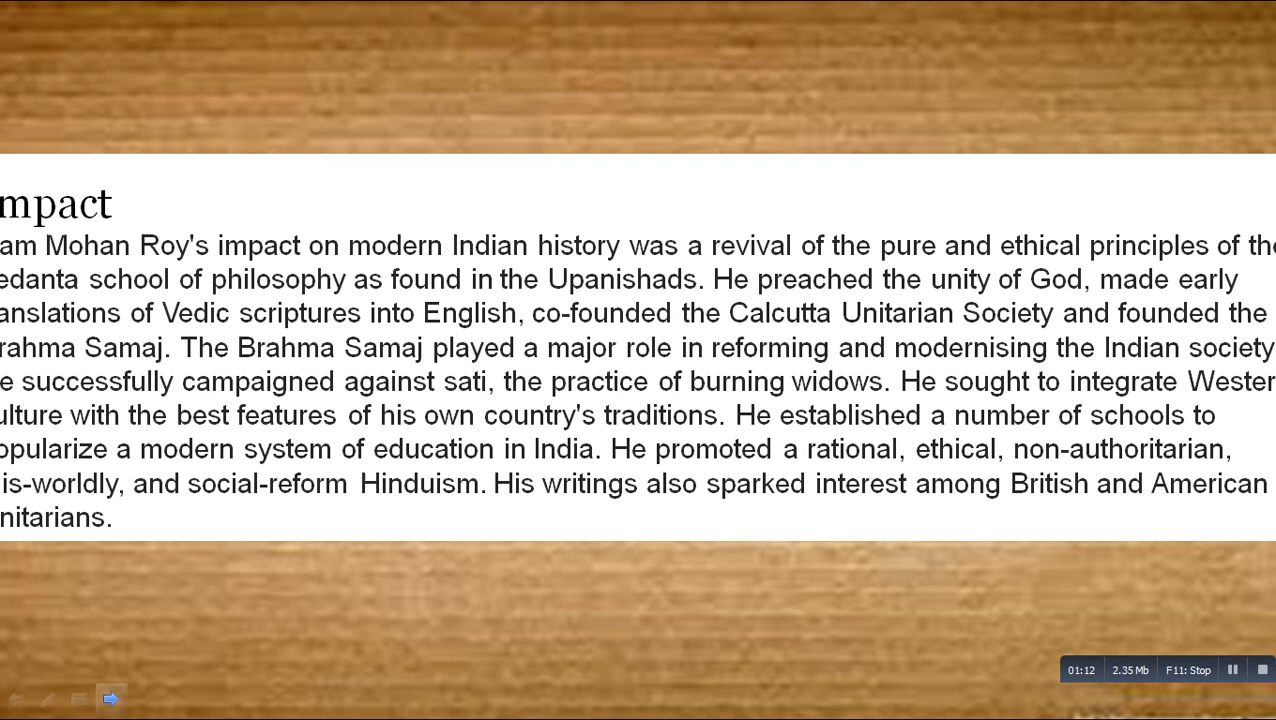 mpact
am Mohan Roy's impact on modern Indian history was a revival of the pure and ethical principles of the
edanta school of philosophy as found in the Upanishads. He preached the unity of God, made early
anslations of Vedic scriptures into English, co-founded the Calcutta Unitarian Society and founded the
rahma Samaj. The Brahma Samaj played a major role in reforming and modernising the Indian society
e successfully campaigned against sati, the practice of burning widows. He sought to integrate Wester
ulture with the best features of his own country's traditions. He established a number of schools to
opularize a modern system of education in India. He promoted a rational, ethical, non-authoritarian,
is-worldly, and social-reform Hinduism. His writings also sparked interest among British and American
nitarians.
01:12 2.35 Mb F11: Stop